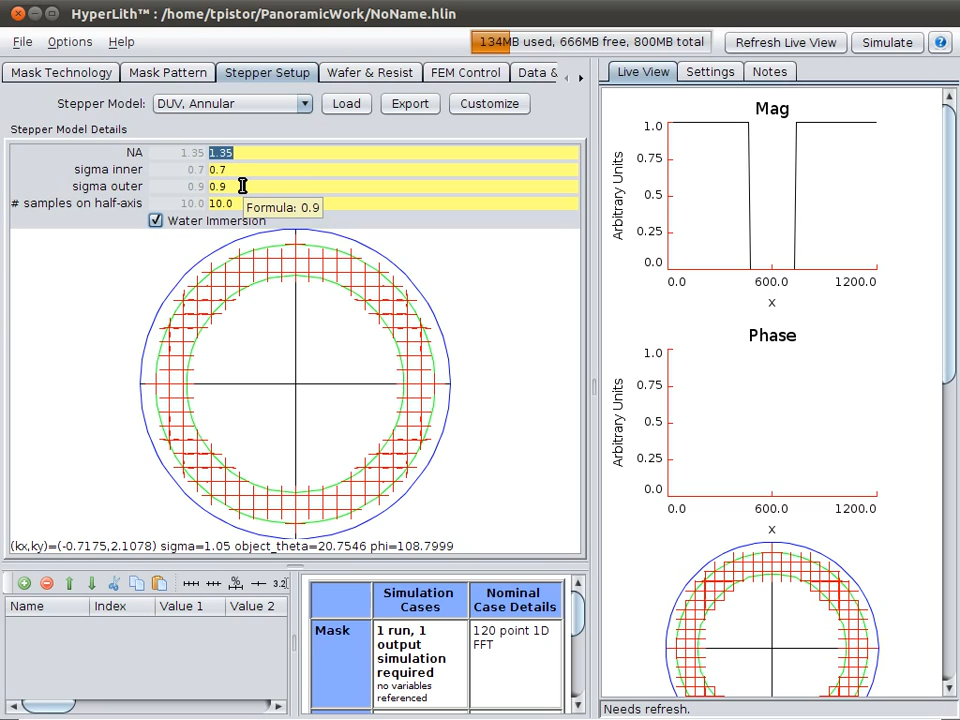 HyperLith™ : /home/tpistor/PanoramicWork/NoName.hlin
File Options Help
134MB used, 666MB free, 800MB total
Refresh Live View
Simulate
Mask Technology
Mask Pattern
Stepper Setup
Wafer & Resist
FEM Control
Data &
Stepper Model: DUV, Annular
Load
Export
Customize
Stepper Model Details
NA 1.35 1.35
sigma inner 0.7 0.7
sigma outer 0.9 0.9
# samples on half-axis 10.0 10.0
Formula: 0.9
Water Immersion
(kx,ky)=(-0.7175,2.1078) sigma=1.05 object_theta=20.7546 phi=108.7999
3.2
Name Index Value 1 Value 2
Simulation
Cases
Nominal
Case Details
Mask
1 run, 1
output
simulation
required
no variables
referenced
120 point 1D
FFT
Live View
Settings
Notes
Mag
Arbitrary Units
1.0
0.75
0.5
0.25
0.0
0.0 600.0 1200.0
x
Phase
Arbitrary Units
1.0
0.75
0.5
0.25
0.0
0.0 600.0 1200.0
x
Needs refresh.